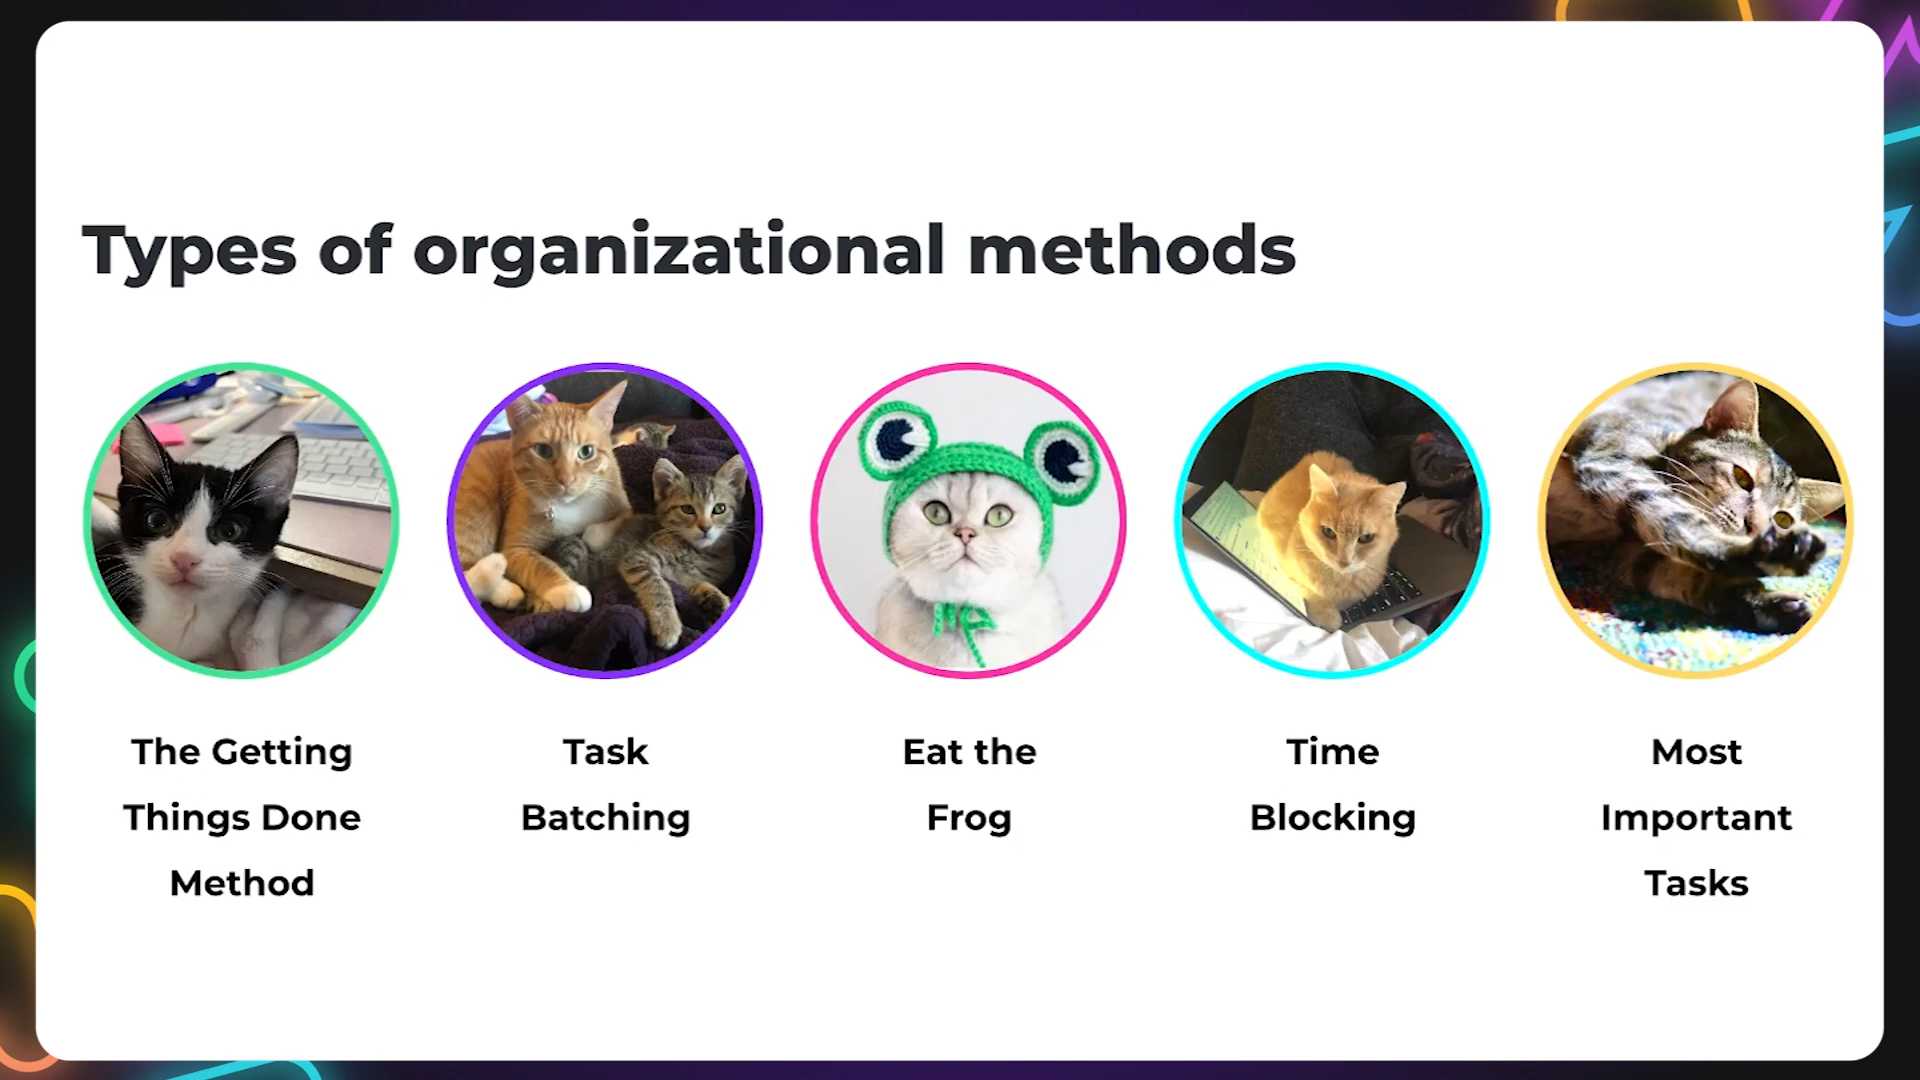 Types of organizational methods
The Getting
Things Done
Method
Task
Batching
Eat the
Frog
Time
Blocking
Most
Important
Tasks